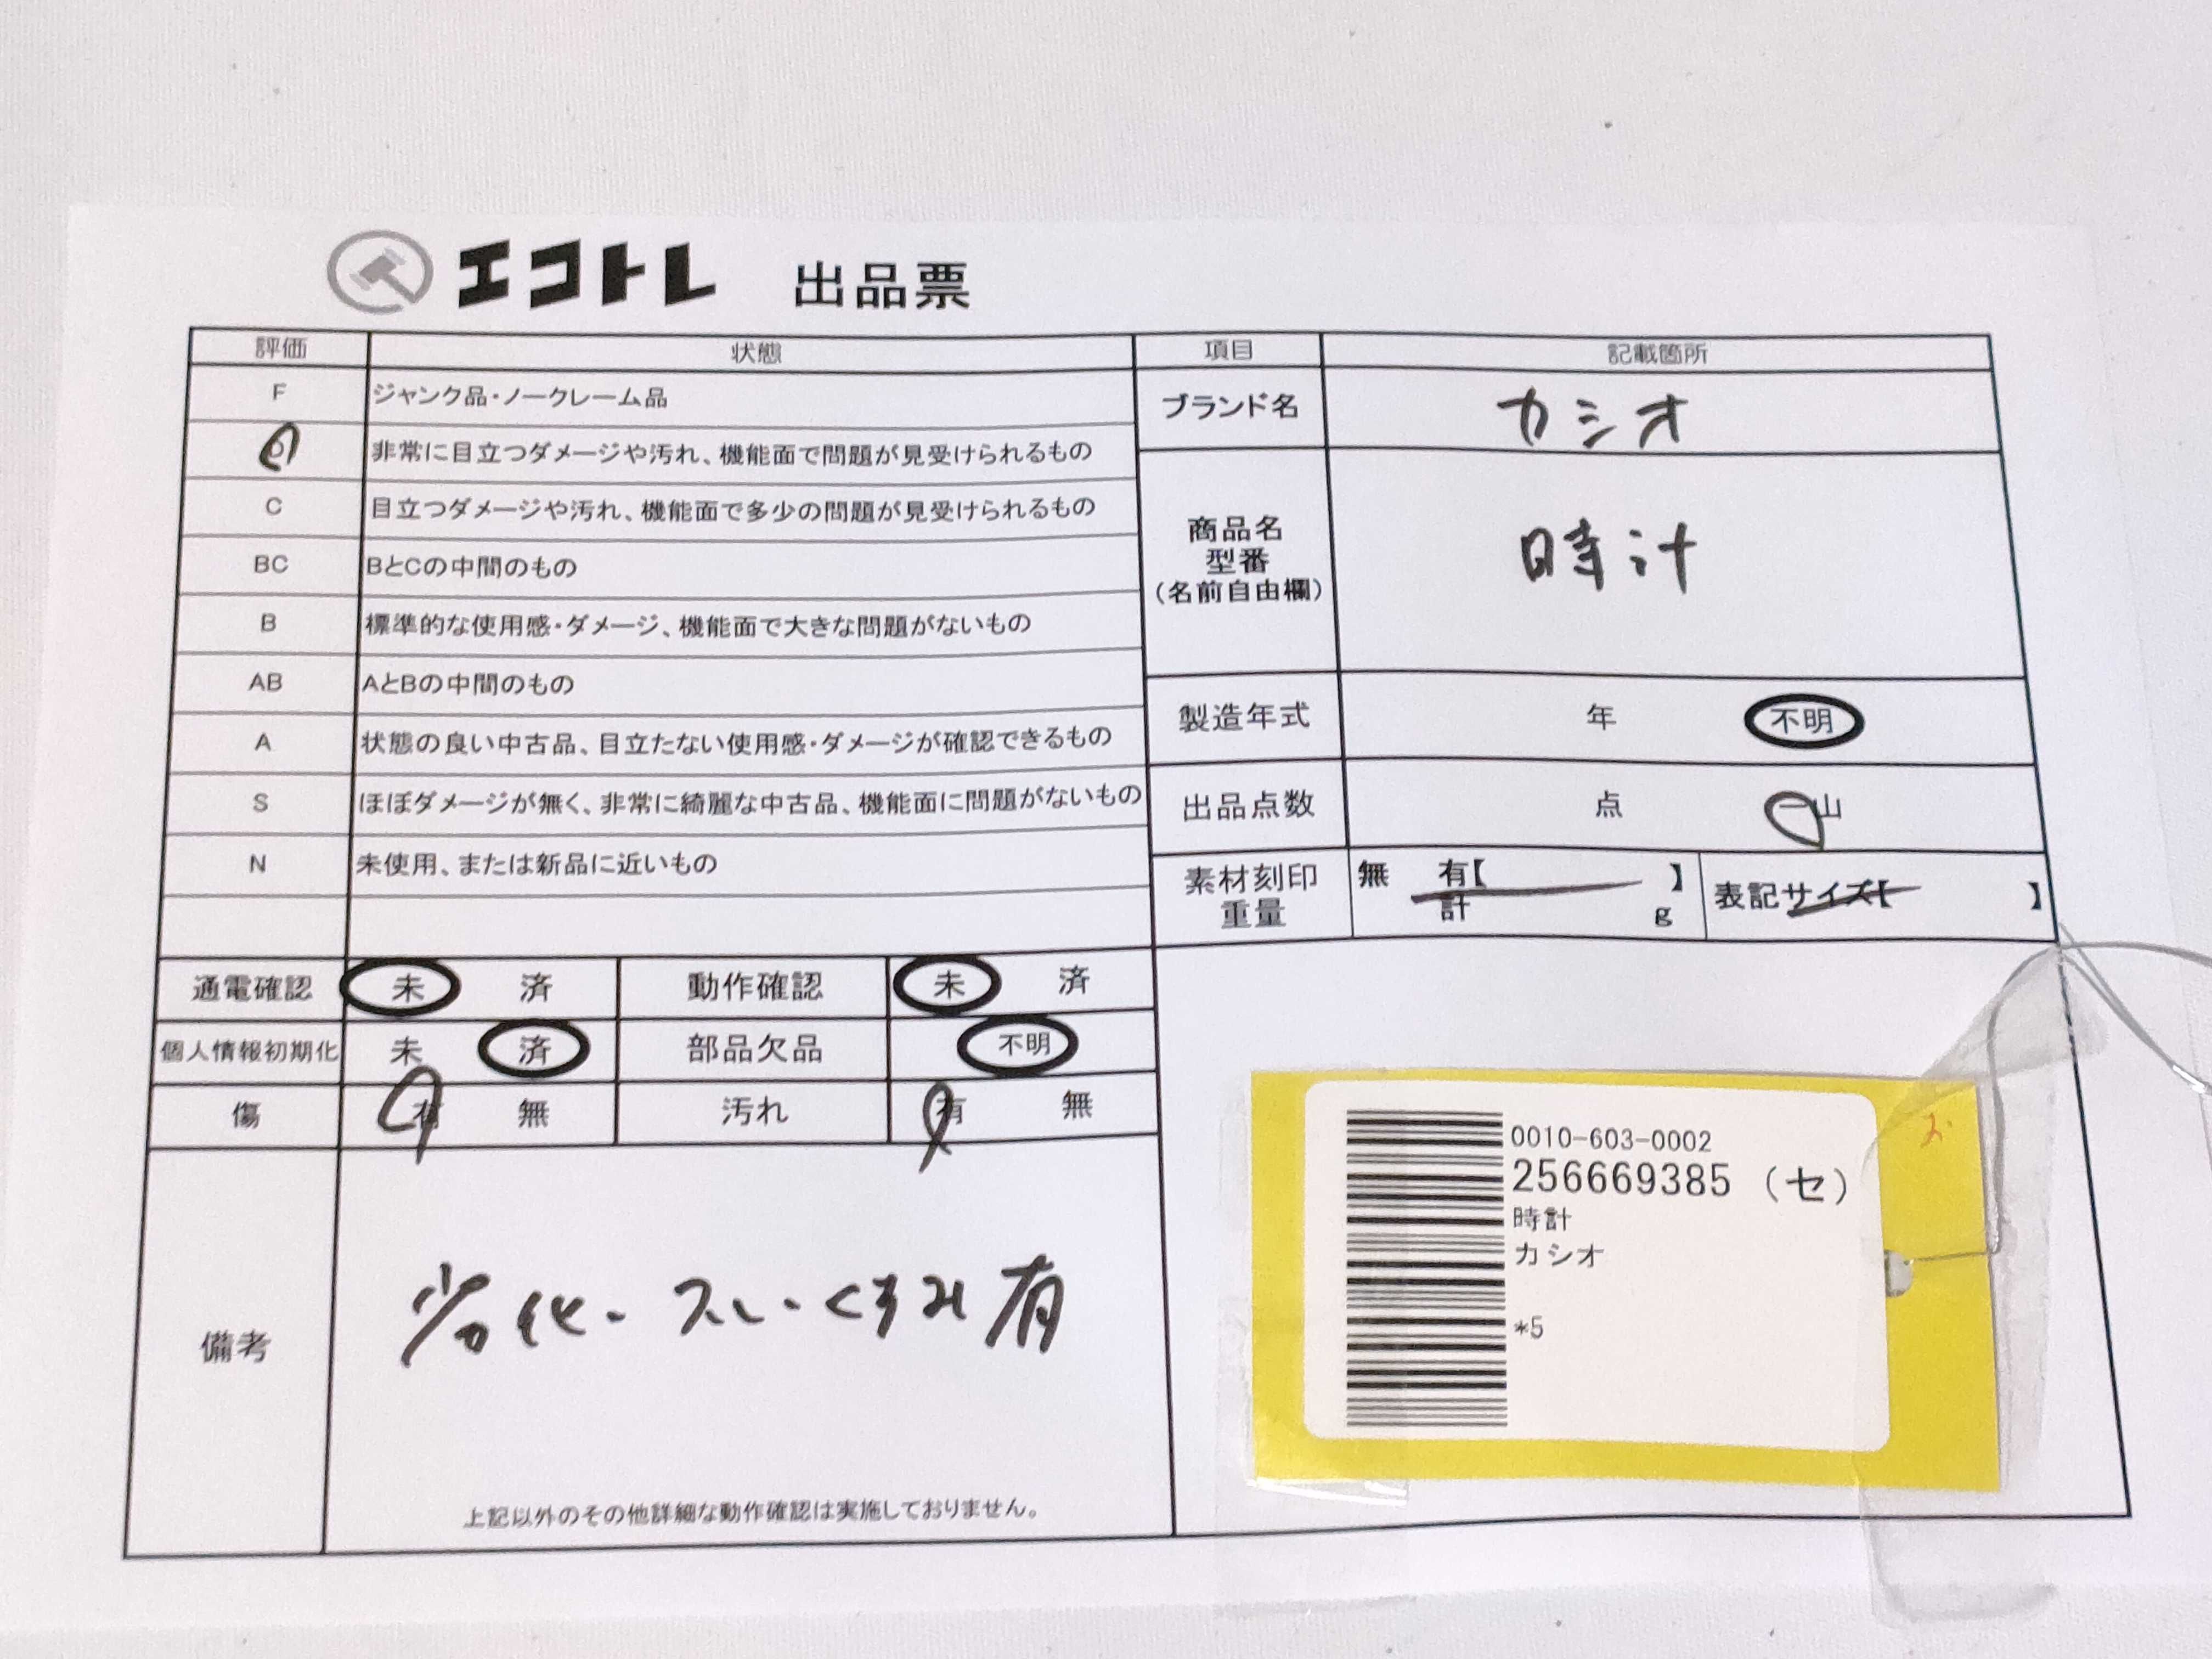 エコトレ 出品票
評価 状態 項目 記載箇所
F ジャンク品・ノークレーム品
D 非常に目立つダメージや汚れ、機能面で問題が見受けられるもの
C 目立つダメージや汚れ、機能面で多少の問題が見受けられるもの
BC BとCの中間のもの
B 標準的な使用感・ダメージ、機能面で大きな問題がないもの
AB AとBの中間のもの
A 状態の良い中古品、目立たない使用感・ダメージが確認できるもの
S ほぼダメージが無く、非常に綺麗な中古品、機能面に問題がないもの
N 未使用、または新品に近いもの
ブランド名 カシオ
商品名
型番
(名前自由欄)
時計
製造年式 年 不明
出品点数 点 一山
素材刻印 無 有【 】
重量 計 g
表記サイズ【 】
通電確認 未 済 動作確認 未 済
個人情報初期化 未 済 部品欠品 不明
傷 有 無 汚れ 有 無
備考
劣化・スレ・くすみ有
上記以外のその他詳細な動作確認は実施しておりません。
0010-603-0002
256669385 (セ)
時計
カシオ
*5